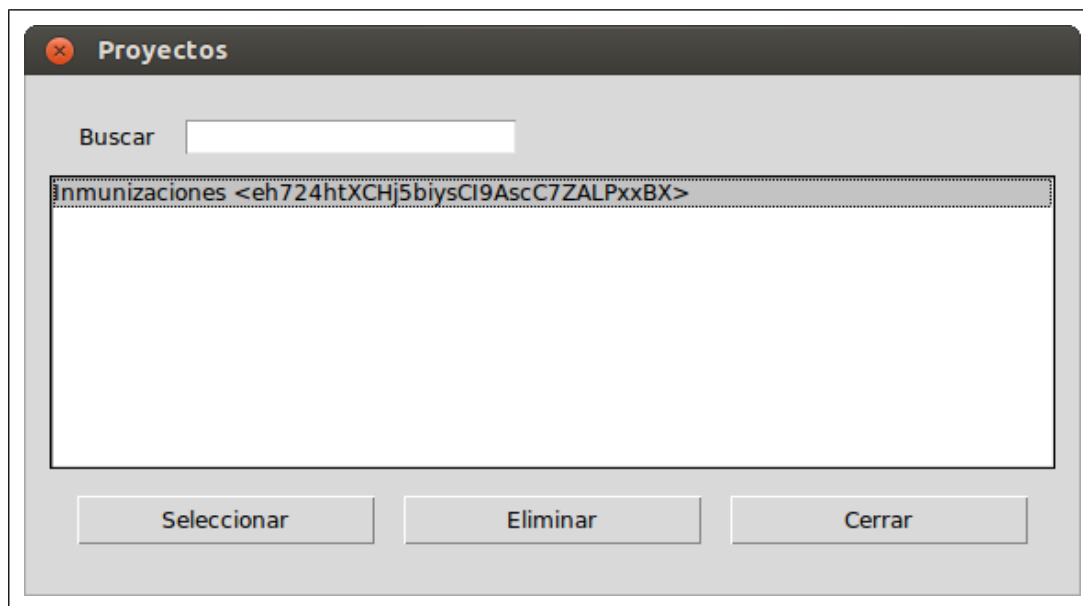 Proyectos
Buscar
Inmunizaciones <eh724htXCHj5biysCI9AscC7ZALPxxBX>
Seleccionar Eliminar Cerrar